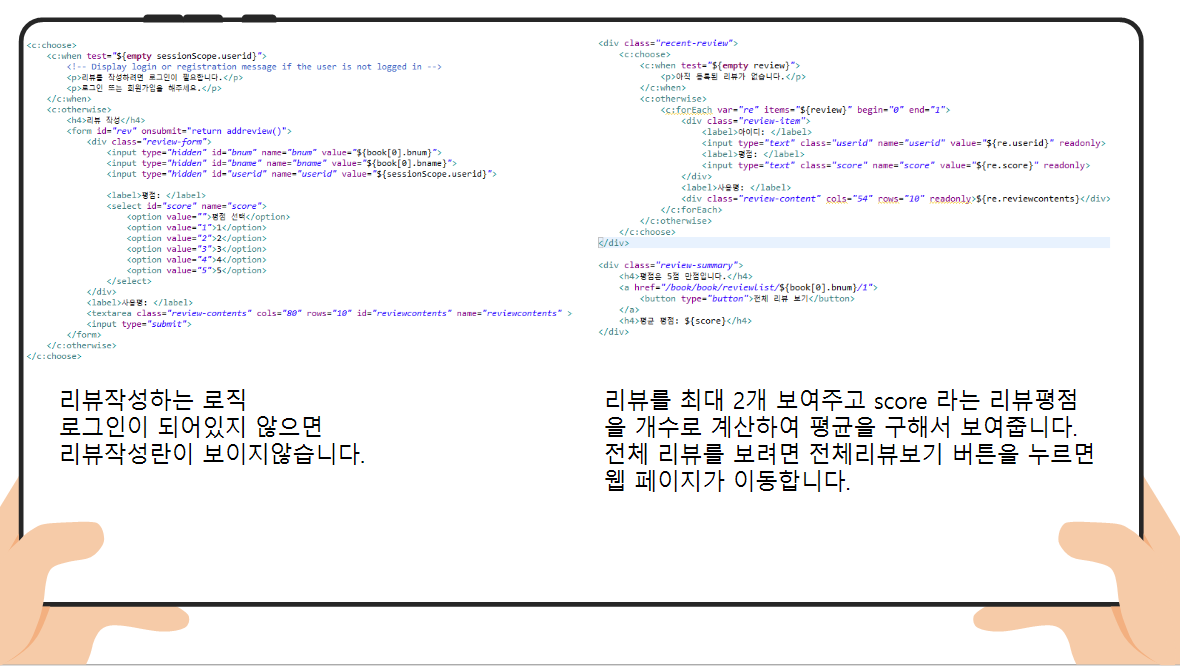 <c:choose>
<c:when test="${empty sessionScope.userid}">
<!-- Display login or registration message if the user is not logged in -->
<p>리뷰를 작성하려면 로그인이 필요합니다.</p>
<p>로그인 또는 회원가입을 해주세요.</p>
</c:when>
<c:otherwise>
<h4>리뷰 작성</h4>
<form id="rev" onsubmit="return addreview()">
<div class="review-form">
<input type="hidden" id="bnum" name="bnum" value="${book[0].bnum}">
<input type="hidden" id="bname" name="bname" value="${book[0].bname}">
<input type="hidden" id="userid" name="userid" value="${sessionScope.userid}">
<label>평점: </label>
<select id="score" name="score">
<option value="">평점 선택</option>
<option value="1">1</option>
<option value="2">2</option>
<option value="3">3</option>
<option value="4">4</option>
<option value="5">5</option>
</select>
</div>
<label>사용평: </label>
<textarea class="review-contents" cols="80" rows="10" id="reviewcontents" name="reviewcontents" >
<input type="submit">
</form>
</c:otherwise>
</c:choose>
리뷰작성하는 로직
로그인이 되어있지 않으면
리뷰작성란이 보이지않습니다.
<div class="recent-review">
<c:choose>
<c:when test="${empty review}">
<p>아직 등록된 리뷰가 없습니다.</p>
</c:when>
<c:otherwise>
<c:forEach var="re" items="${review}" begin="0" end="1">
<div class="review-item">
<label>아이디: </label>
<input type="text" class="userid" name="userid" value="${re.userid}" readonly>
<label>평점: </label>
<input type="text" class="score" name="score" value="${re.score}" readonly>
</div>
<label>사용평: </label>
<div class="review-content" cols="54" rows="10" readonly>${re.reviewcontents}</div>
</c:forEach>
</c:otherwise>
</c:choose>
</div>
<div class="review-summary">
<h4>평점은 5점 만점입니다.</h4>
<a href="/book/book/reviewList/${book[0].bnum}/1">
<button type="button">전체 리뷰 보기</button>
</a>
<h4>평균 평점: ${score}</h4>
</div>
리뷰를 최대 2개 보여주고 score 라는 리뷰평점
을 개수로 계산하여 평균을 구해서 보여줍니다.
전체 리뷰를 보려면 전체리뷰보기 버튼을 누르면
웹 페이지가 이동합니다.